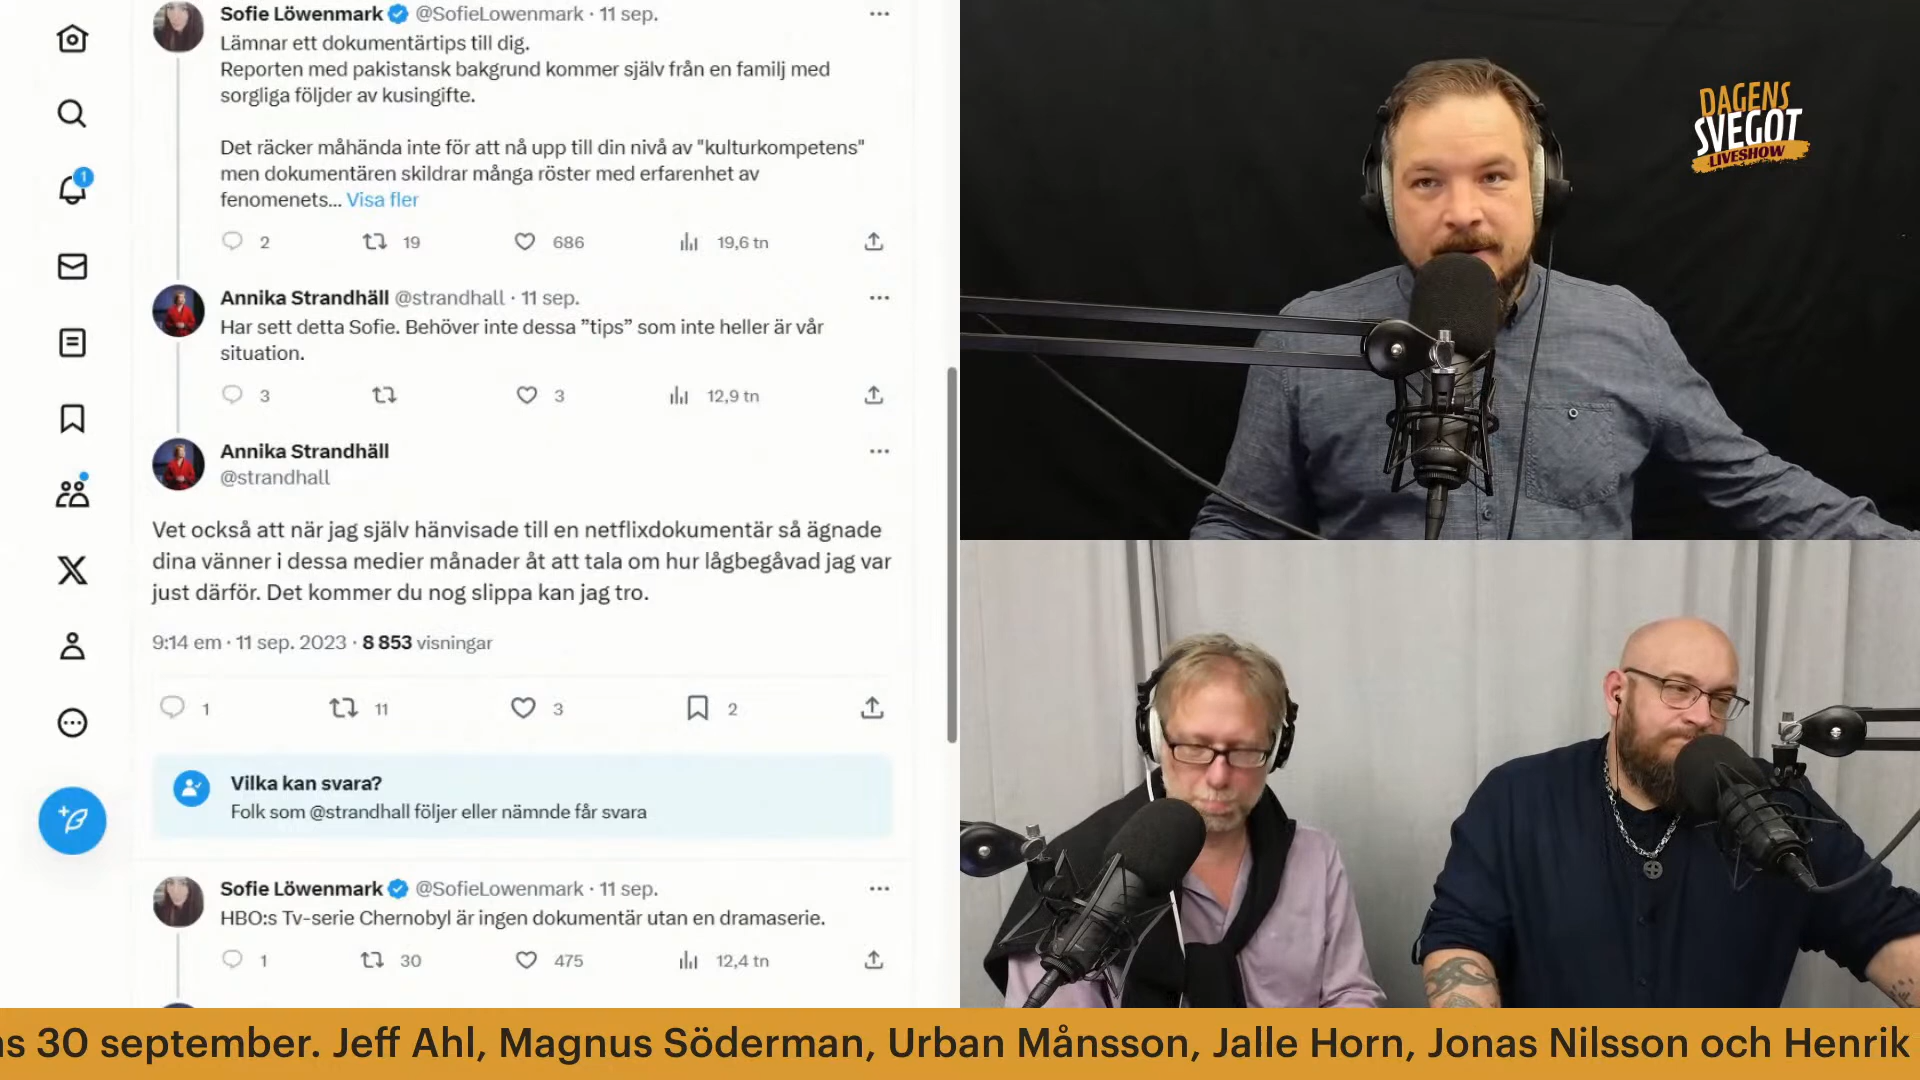 Sofie Löwenmark @SofieLowenmark · 11 sep.
Lämnar ett dokumentärtips till dig.
Reporten med pakistansk bakgrund kommer själv från en familj med
sorgliga följder av kusingifte.
Det räcker måhända inte för att nå upp till din nivå av "kulturkompetens"
men dokumentären skildrar många röster med erfarenhet av
fenomenets... Visa fler
2 19 686 19,6 tn
Annika Strandhäll @strandhall · 11 sep.
Har sett detta Sofie. Behöver inte dessa ”tips” som inte heller är vår
situation.
3 3 12,9 tn
Annika Strandhäll
@strandhall
Vet också att när jag själv hänvisade till en netflixdokumentär så ägnade
dina vänner i dessa medier månader åt att tala om hur lågbegåvad jag var
just därför. Det kommer du nog slippa kan jag tro.
9:14 em · 11 sep. 2023 · 8 853 visningar
1 11 3 2
Vilka kan svara?
Folk som @strandhall följer eller nämnde får svara
Sofie Löwenmark @SofieLowenmark · 11 sep.
HBO:s Tv-serie Chernobyl är ingen dokumentär utan en dramaserie.
1 30 475 12,4 tn
1
DAGENS
SVEGOT
LIVESHOW
ns 30 september. Jeff Ahl, Magnus Söderman, Urban Månsson, Jalle Horn, Jonas Nilsson och Henrik